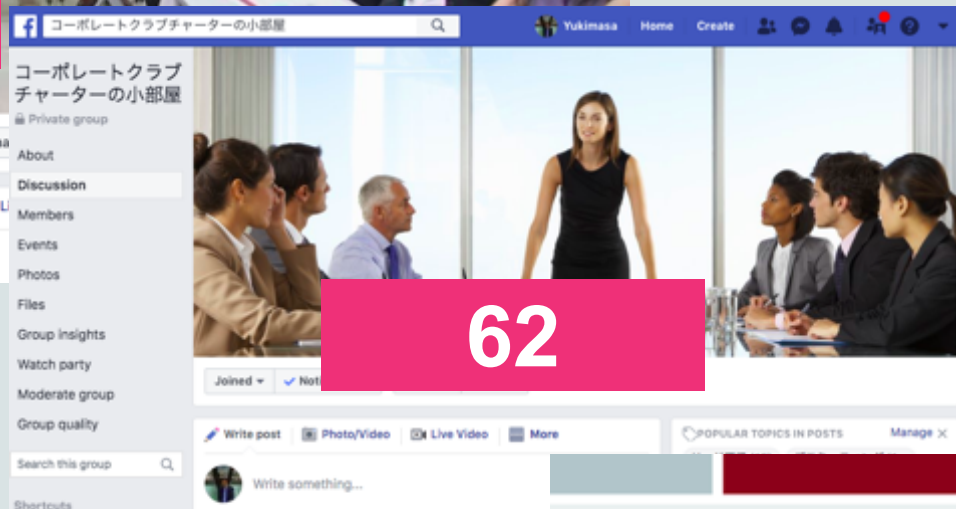 コーポレートクラブチャーターの小部屋
Yukimasa
Home
Create
コーポレートクラブ
チャーターの小部屋
Private group
About
Discussion
Members
Events
Photos
Files
Group insights
Watch party
Moderate group
Group quality
Search this group
Shortcuts
62
Joined
Write post
Photo/Video
Live Video
More
Write something...
POPULAR TOPICS IN POSTS
Manage